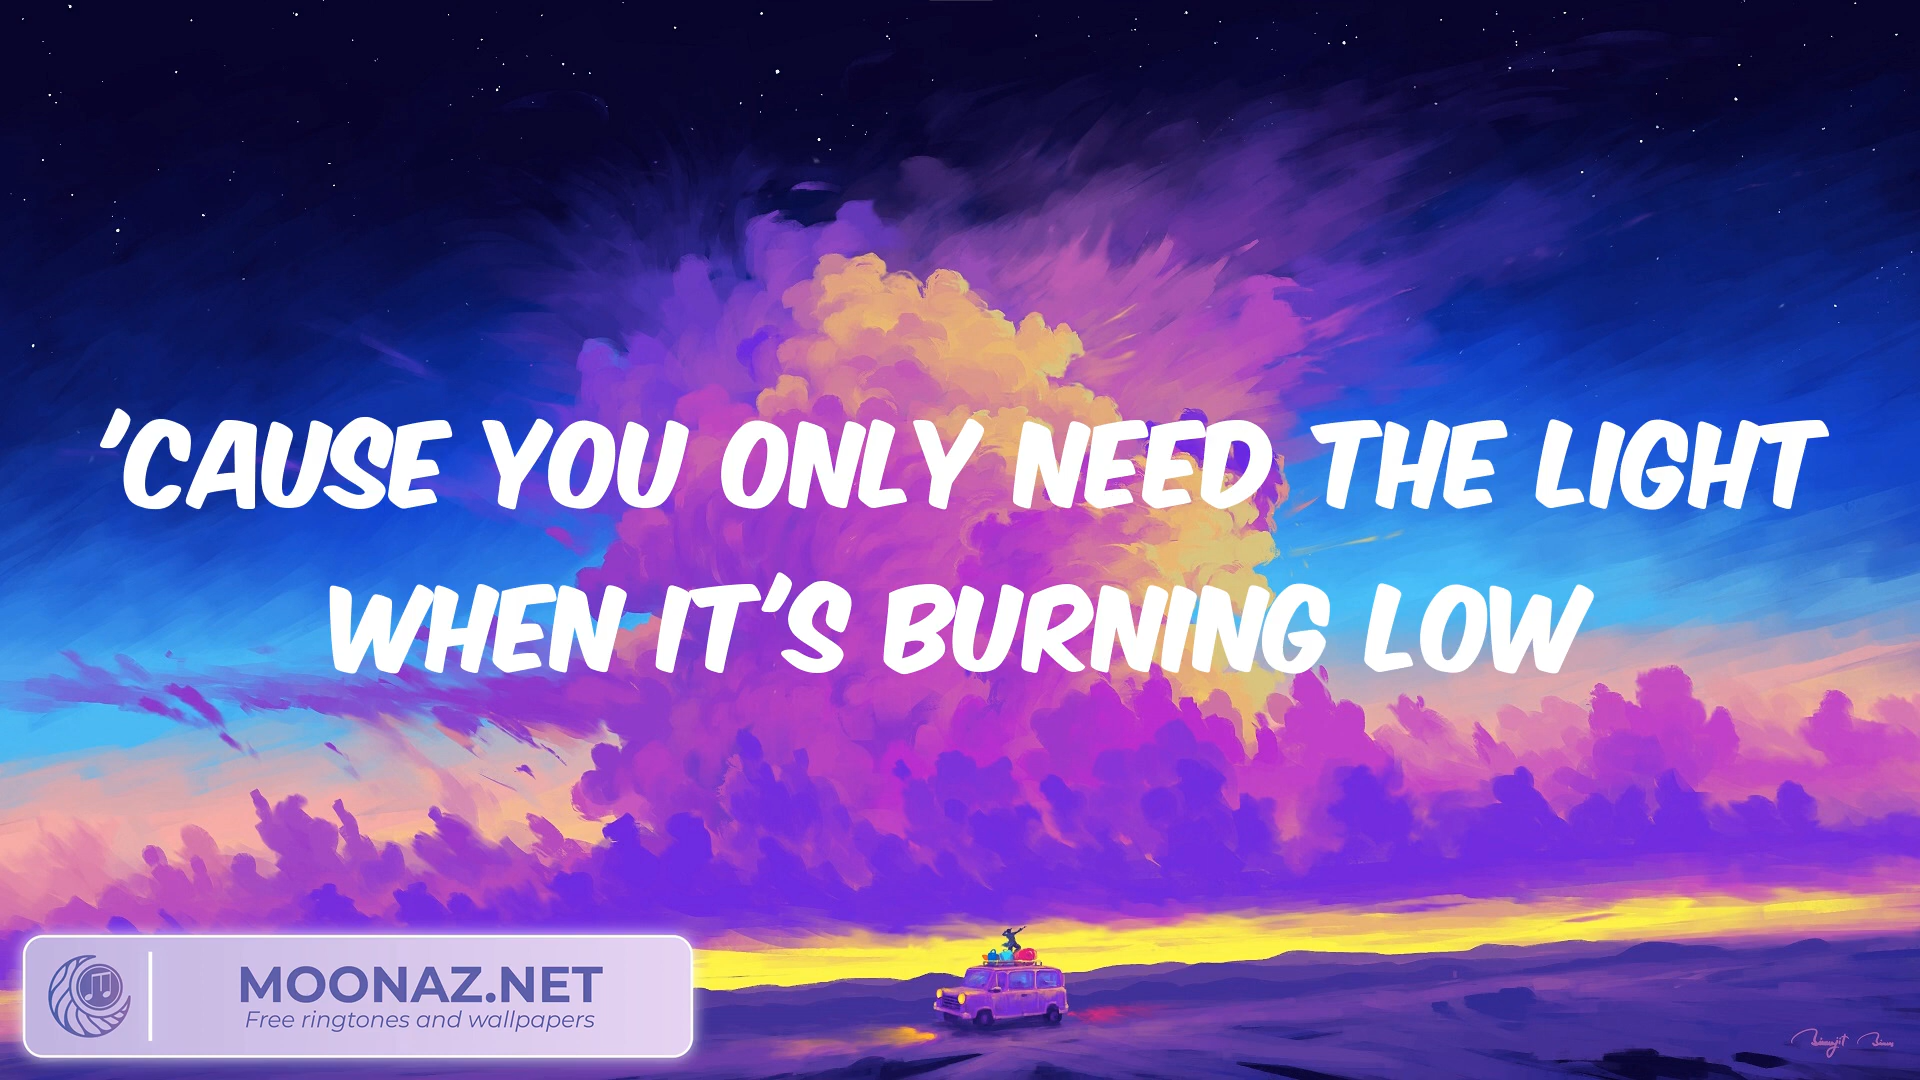 'CAUSE YOU ONLY NEED THE LIGHT
WHEN IT'S BURNING LOW
MOONAZ.NET
Free ringtones and wallpapers